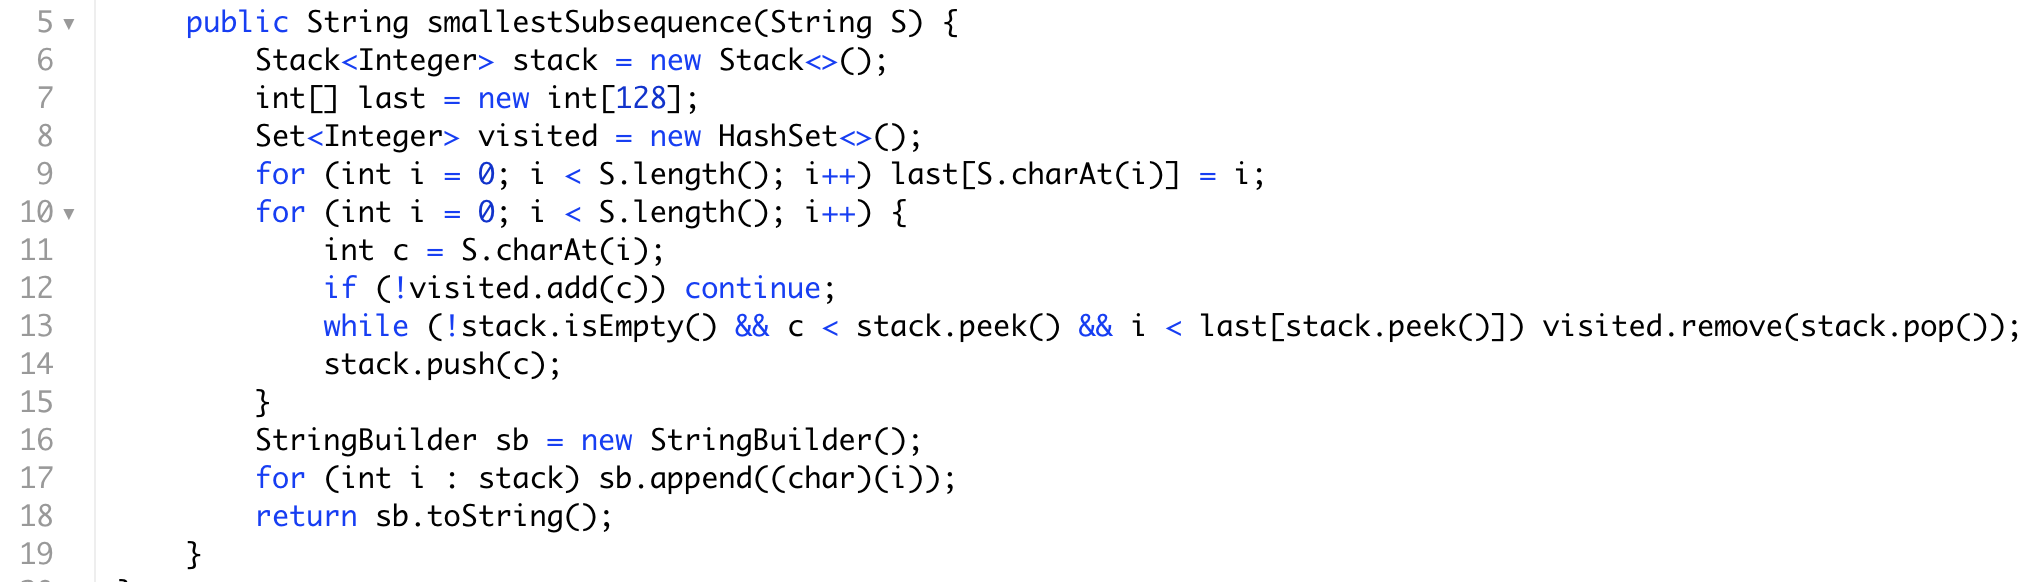 5 public String smallestSubsequence(String S) {
6 Stack<Integer> stack = new Stack<>();
7 int[] last = new int[128];
8 Set<Integer> visited = new HashSet<>();
9 for (int i = 0; i < S.length(); i++) last[S.charAt(i)] = i;
10 for (int i = 0; i < S.length(); i++) {
11 int c = S.charAt(i);
12 if (!visited.add(c)) continue;
13 while (!stack.isEmpty() && c < stack.peek() && i < last[stack.peek()]) visited.remove(stack.pop());
14 stack.push(c);
15 }
16 StringBuilder sb = new StringBuilder();
17 for (int i : stack) sb.append((char)(i));
18 return sb.toString();
19 }